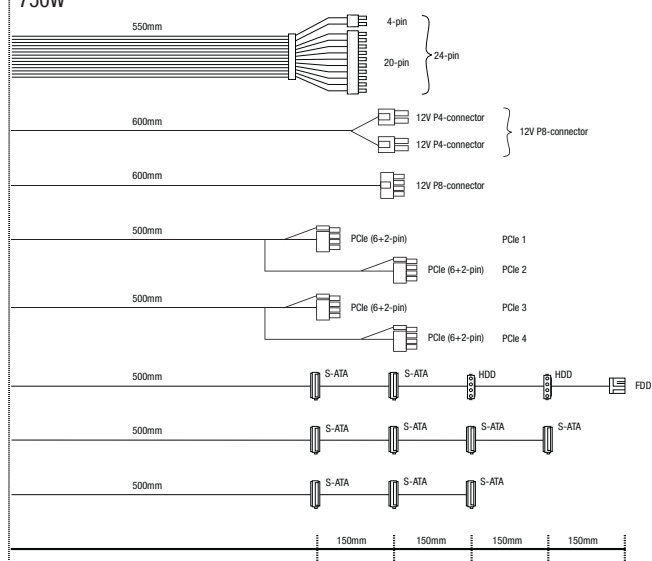 750W
550mm
4-pin
20-pin
24-pin
600mm
12V P4-connector
12V P4-connector
12V P8-connector
600mm
12V P8-connector
500mm
PCIe (6+2-pin) PCIe 1
PCIe (6+2-pin) PCIe 2
500mm
PCIe (6+2-pin) PCIe 3
PCIe (6+2-pin) PCIe 4
500mm S-ATA S-ATA HDD HDD FDD
500mm S-ATA S-ATA S-ATA S-ATA
500mm S-ATA S-ATA S-ATA
150mm 150mm 150mm 150mm